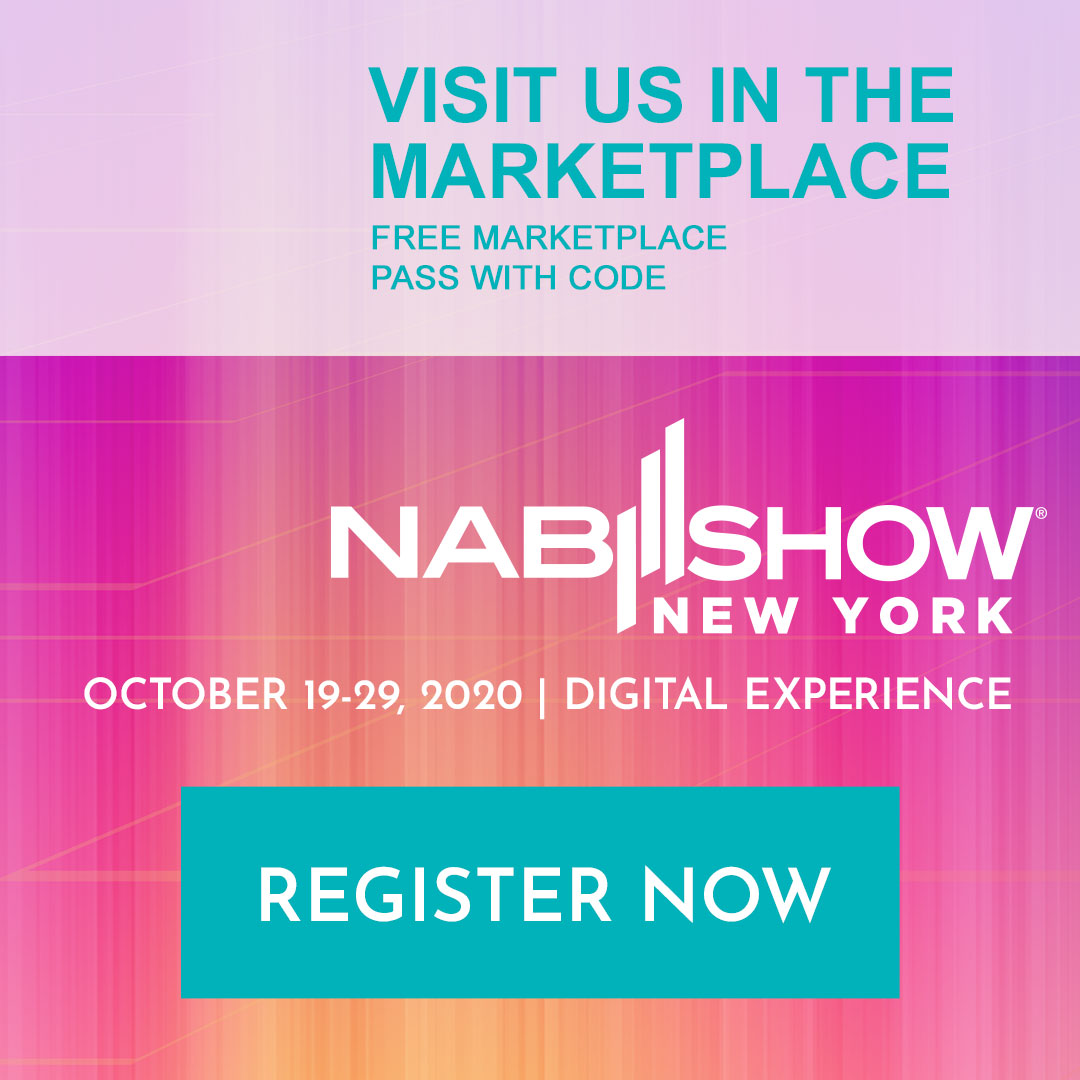 VISIT US IN THE
MARKETPLACE
FREE MARKETPLACE
PASS WITH CODE
NAB SHOW®
NEW YORK
OCTOBER 19-29, 2020 | DIGITAL EXPERIENCE
REGISTER NOW